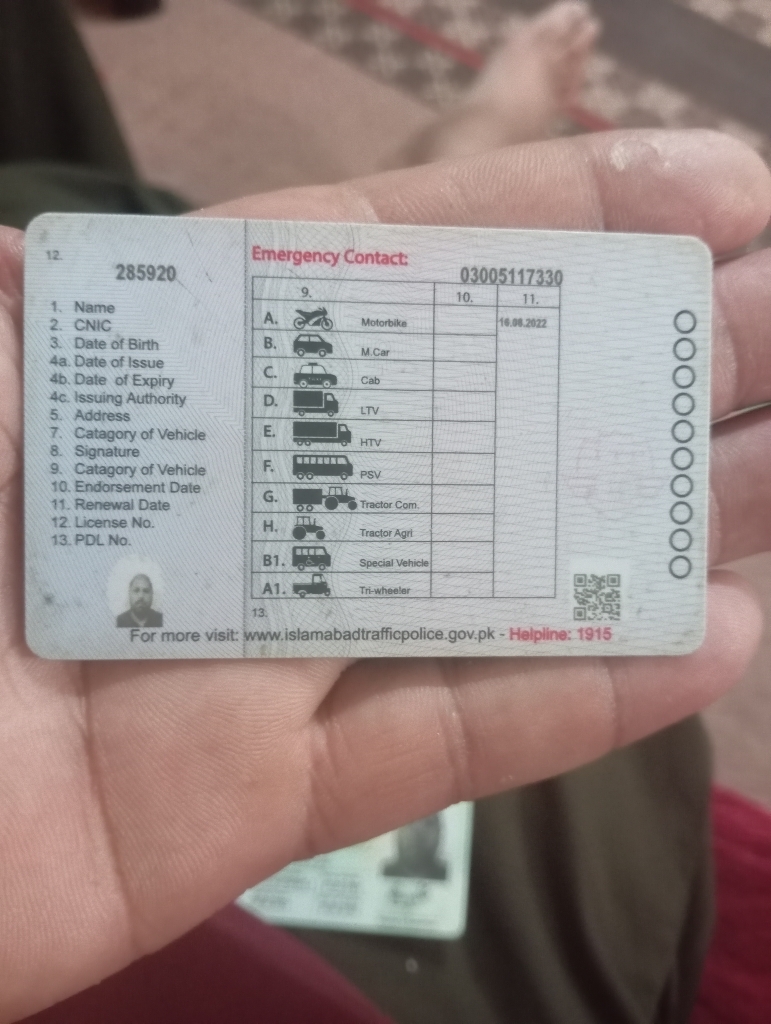 12.
285920
1. Name
2. CNIC
3. Date of Birth
4a. Date of Issue
4b. Date of Expiry
4c. Issuing Authority
5. Address
7. Catagory of Vehicle
8. Signature
9. Catagory of Vehicle
10. Endorsement Date
11. Renewal Date
12. License No.
13. PDL No.
Emergency Contact:
03005117330
9. 10. 11.
A. Motorbike 16.08.2022
B. M.Car
C. Cab
D. LTV
E. HTV
F. PSV
G. Tractor Com.
H. Tractor Agri
B1. Special Vehicle
A1. Tri-wheeler
13.
For more visit: www.islamabadtrafficpolice.gov.pk - Helpline: 1915